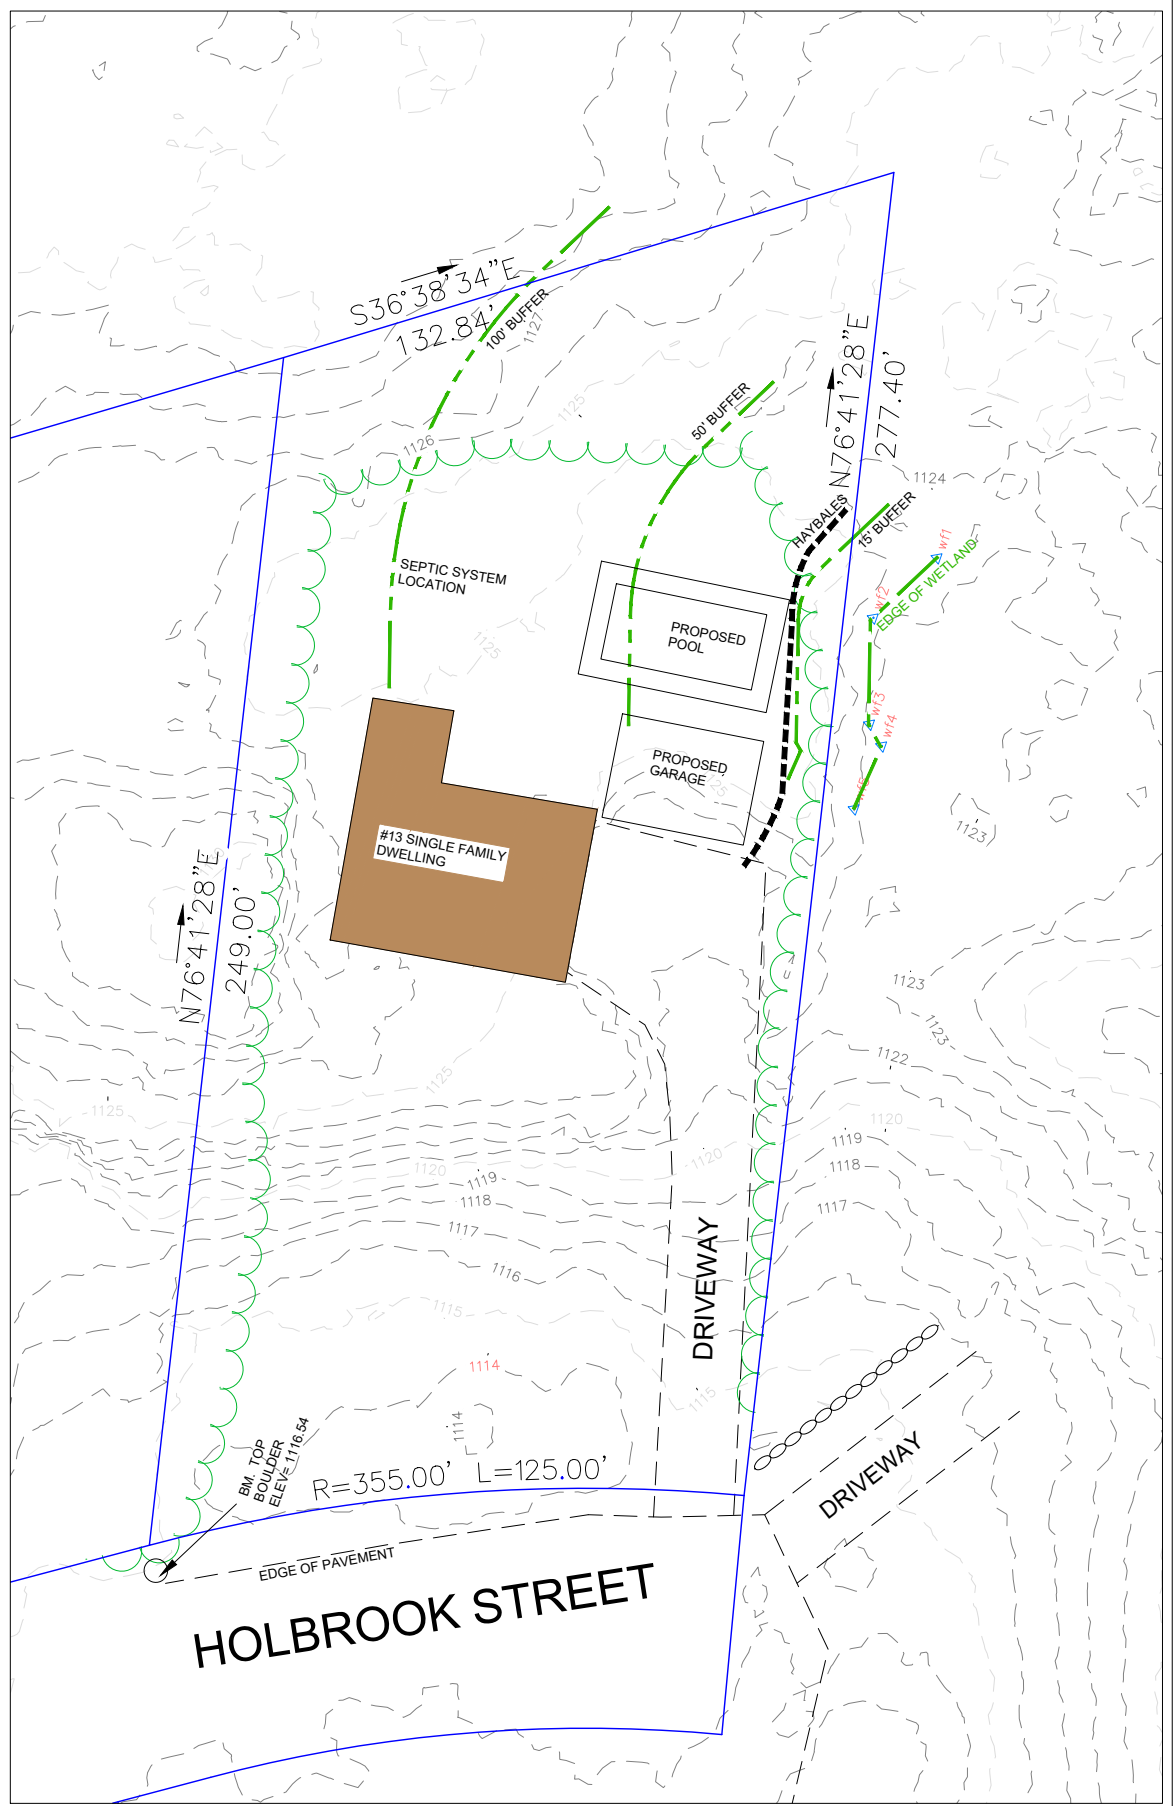 S36°38'34"E
132.84'
100' BUFFER
1127
1125
50' BUFFER
1126
N76°41'28"E
277.40'
1124
HAYBALES
15' BUFFER
wf1
EDGE OF WETLAND
wf2
SEPTIC SYSTEM
LOCATION
PROPOSED
POOL
1125
wf3
wf4
PROPOSED
GARAGE
#13 SINGLE FAMILY
DWELLING
1123
N76°41'28"E
249.00'
1123
1123
1122
1125
1125
1120
1119
1118
1117
1120
1120
1119
1118
1117
1116
1115
DRIVEWAY
1114
1115
1114
BM. TOP
BOULDER
ELEV= 1116.54
R=355.00' L=125.00'
DRIVEWAY
EDGE OF PAVEMENT
HOLBROOK STREET